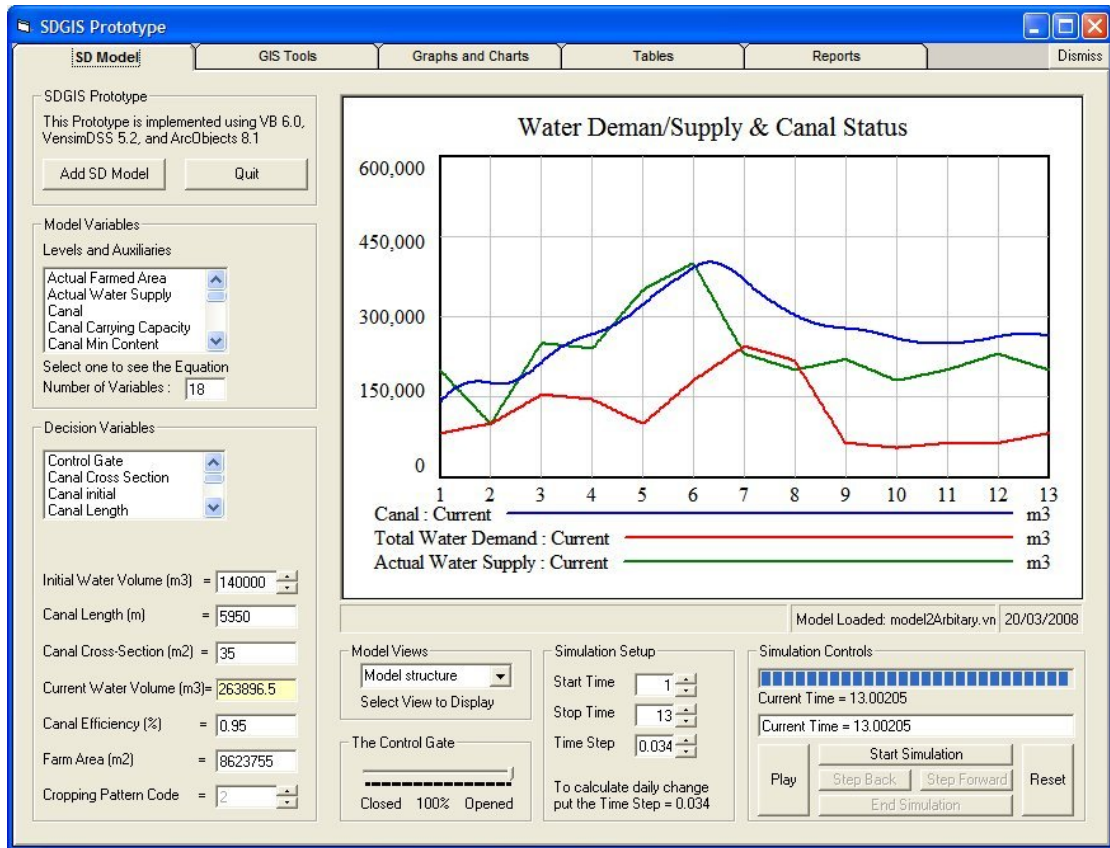 SDGIS Prototype
SD Model GIS Tools Graphs and Charts Tables Reports Dismiss
SDGIS Prototype
This Prototype is implemented using VB 6.0,
VensimDSS 5.2, and ArcObjects 8.1
Add SD Model Quit
Model Variables
Levels and Auxiliaries
Actual Farmed Area
Actual Water Supply
Canal
Canal Carrying Capacity
Canal Min Content
Select one to see the Equation
Number of Variables : 18
Decision Variables
Control Gate
Canal Cross Section
Canal initial
Canal Length
Initial Water Volume (m3) = 140000
Canal Length (m) = 5950
Canal Cross-Section (m2) = 35
Current Water Volume (m3)= 263896.5
Canal Efficiency (%) = 0.95
Farm Area (m2) = 8623755
Cropping Pattern Code = 2
Water Deman/Supply & Canal Status
600,000
450,000
300,000
150,000
0
1 2 3 4 5 6 7 8 9 10 11 12 13
Canal : Current m3
Total Water Demand : Current m3
Actual Water Supply : Current m3
Model Loaded: model2Arbitary.vn 20/03/2008
Model Views
Model structure
Select View to Display
The Control Gate
Closed 100% Opened
Simulation Setup
Start Time 1
Stop Time 13
Time Step 0.034
To calculate daily change
put the Time Step = 0.034
Simulation Controls
Current Time = 13.00205
Current Time = 13.00205
Play Start Simulation Reset
Step Back Step Forward
End Simulation